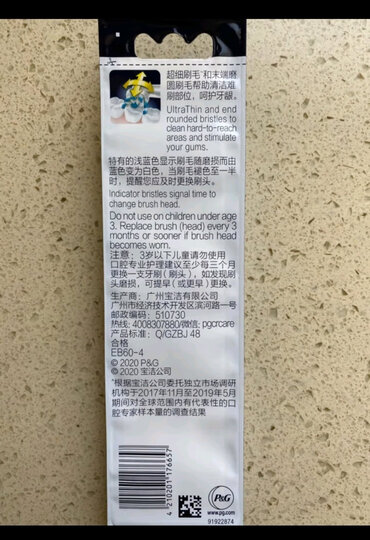 超细刷毛*和末端磨
圆刷毛帮助清洁难
刷部位，呵护牙龈。
UltraThin and end
rounded bristles to
clean hard-to-reach
areas and stimulate
your gums.
特有的浅蓝色显示刷毛随磨损而由
蓝色变为白色，当刷毛褪色至一半
时，提醒您应及时更换刷头。
Indicator bristles signal time to
change brush head.
Do not use on children under age
3. Replace brush (head) every 3
months or sooner if brush head
becomes worn.
注意：3岁以下儿童请勿使用
口腔专业护理建议至少每三个月
更换一支牙刷（刷头），如发现刷
头磨损，可提早（或更早）更换。
生产商：广州宝洁有限公司
广州市经济技术开发区滨河路一号
邮政编码：510730
热线: 4008307880/微信: pgcrcare
产品标准：Q/GZBJ 48
合格
EB60-4
© 2020 P&G
© 2020 宝洁公司
*根据宝洁公司委托独立市场调研
机构于2017年11月至2019年5月
期间对全球范围内有代表性的口
腔专家样本量的调查结果
4210201176657
P&G
www.pg.com
91922874